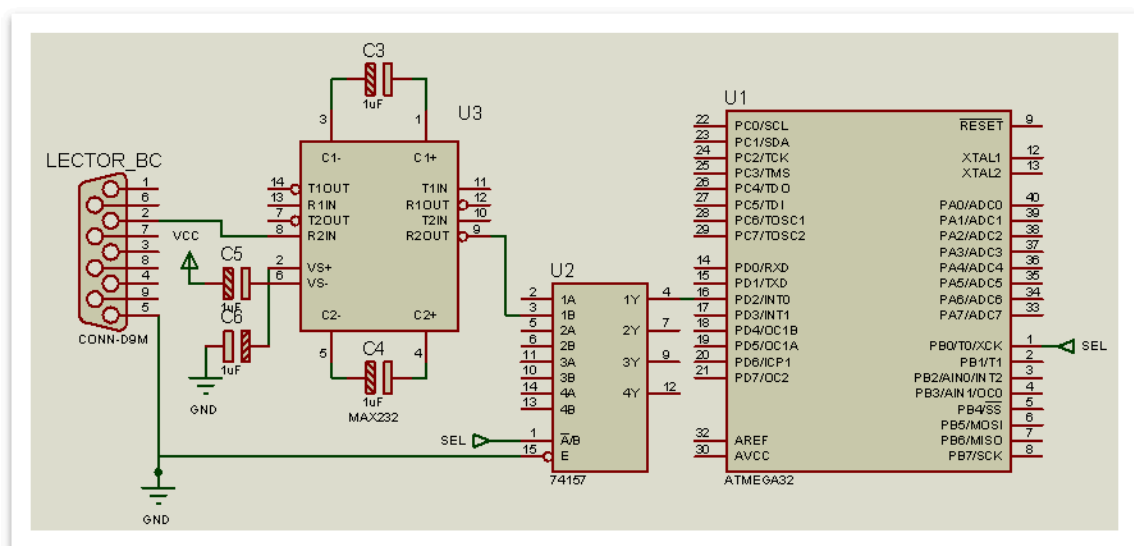 C3
1uF
3
1
U3
C1-
C1+
14
T1OUT
13
R1IN
7
T2OUT
8
R2IN
2
VS+
6
VS-
T1IN
11
R1OUT
12
T2IN
10
R2OUT
9
C2-
C2+
5
4
C4
1uF
MAX232
LECTOR_BC
1
6
2
7
3
8
4
9
5
CONN-D9M
VCC
C5
1uF
C6
1uF
GND
GND
U2
2
1A
3
1B
5
2A
6
2B
11
3A
10
3B
14
4A
13
4B
1Y
4
2Y
7
3Y
9
4Y
12
SEL
1
A/B
15
E
74157
U1
22
PC0/SCL
23
PC1/SDA
24
PC2/TCK
25
PC3/TMS
26
PC4/TDO
27
PC5/TDI
28
PC6/TOSC1
29
PC7/TOSC2
14
PD0/RXD
15
PD1/TXD
16
PD2/INT0
17
PD3/INT1
18
PD4/OC1B
19
PD5/OC1A
20
PD6/ICP1
21
PD7/OC2
32
AREF
30
AVCC
RESET
9
XTAL1
12
XTAL2
13
PA0/ADC0
40
PA1/ADC1
39
PA2/ADC2
38
PA3/ADC3
37
PA4/ADC4
36
PA5/ADC5
35
PA6/ADC6
34
PA7/ADC7
33
PB0/T0/XCK
1
SEL
PB1/T1
2
PB2/AIN0/INT2
3
PB3/AIN1/OC0
4
PB4/SS
5
PB5/MOSI
6
PB6/MISO
7
PB7/SCK
8
ATMEGA32